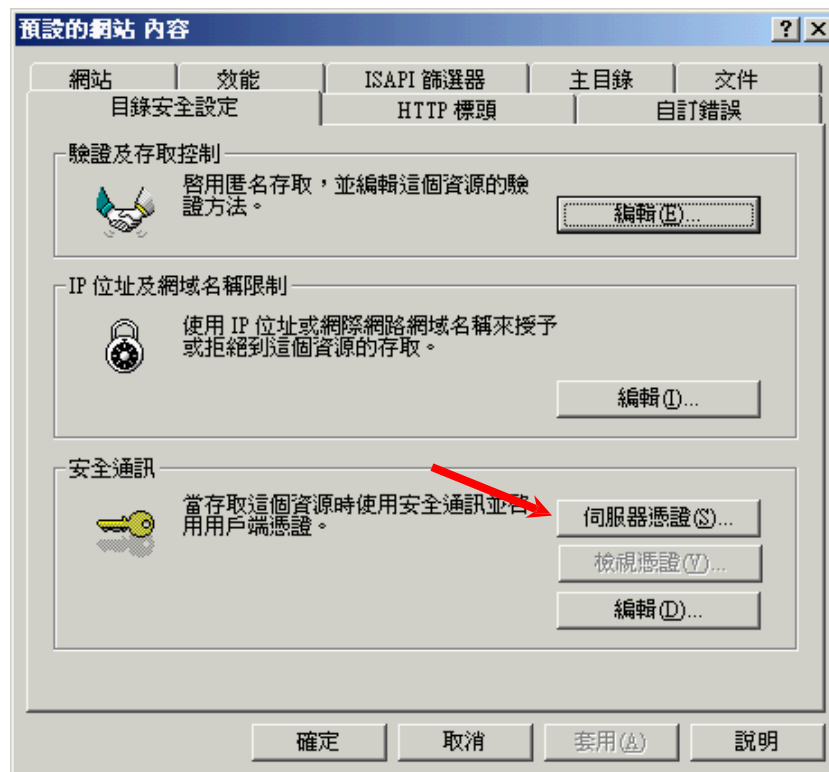 預設的網站 內容
網站
效能
ISAPI 篩選器
主目錄
文件
目錄安全設定
HTTP 標頭
自訂錯誤
驗證及存取控制
啓用匿名存取，並編輯這個資源的驗
證方法。
編輯(E)...
IP 位址及網域名稱限制
使用 IP 位址或網際網路網域名稱來授予
或拒絕到這個資源的存取。
編輯(I)...
安全通訊
當存取這個資源時使用安全通訊並啓
用用戶端憑證。
伺服器憑證(S)...
檢視憑證(V)...
編輯(D)...
確定
取消
套用(A)
說明